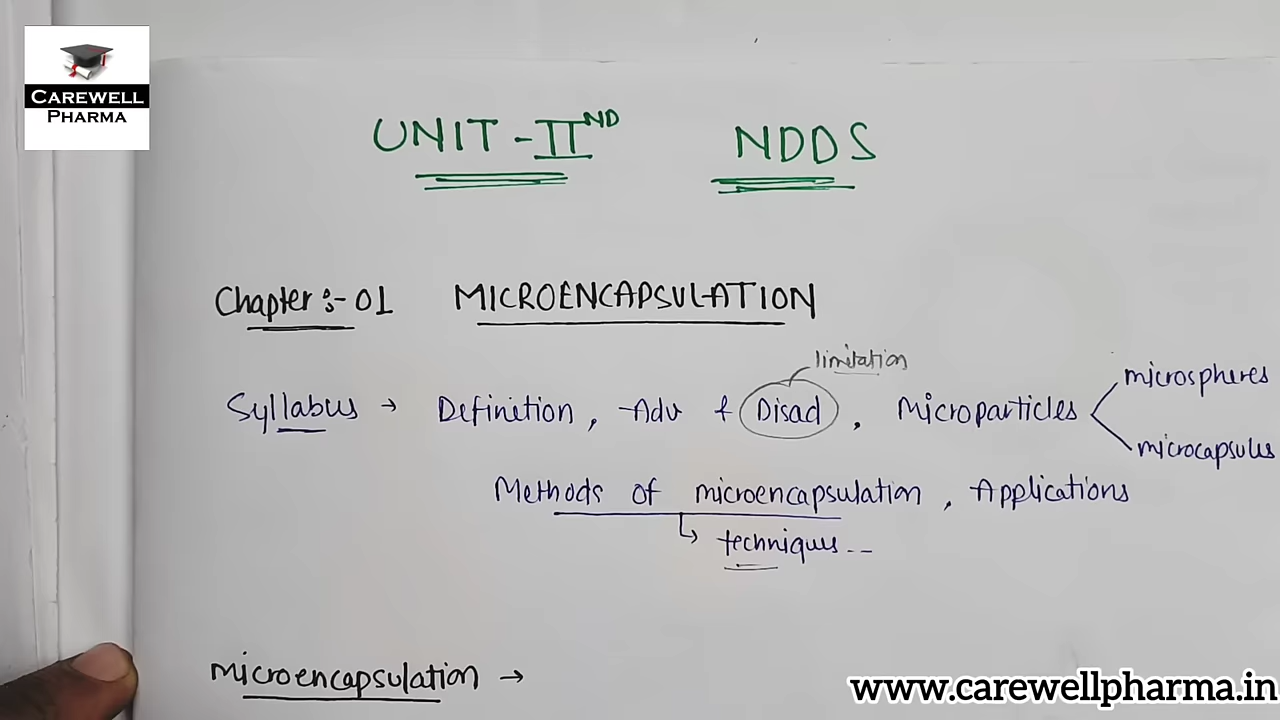 CAREWELL
PHARMA
UNIT - II ND NDDS
Chapter :- 01 MICROENCAPSULATION
limitation
Syllabus → Definition, Adv & Disad, Microparticles
microspheres
microcapsules
Methods of microencapsulation, Applications
↳ techniques --
microencapsulation →
www.carewellpharma.in